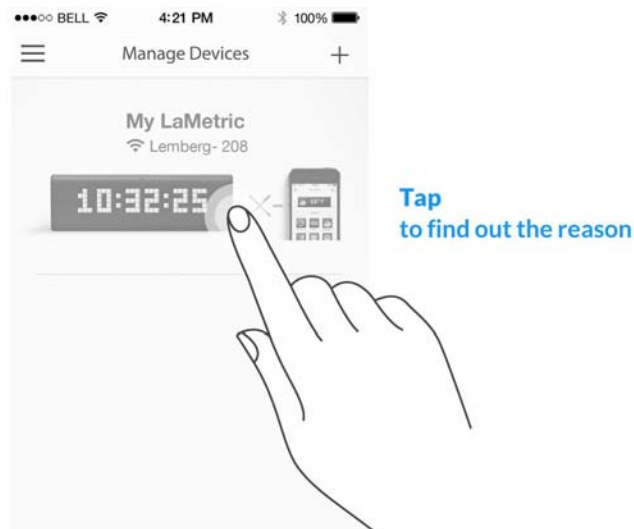 BELL 4:21 PM 100%
Manage Devices
My LaMetric
Lemberg- 208
10:32:25
Tap
to find out the reason